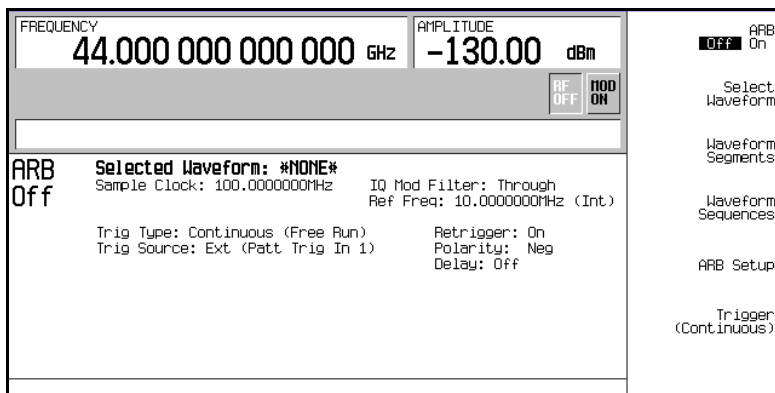 FREQUENCY
44.000 000 000 000 GHz
AMPLITUDE
-130.00 dBm
RF OFF
MOD ON
ARB Off
Selected Waveform: *NONE*
Sample Clock: 100.0000000MHz
IQ Mod Filter: Through
Ref Freq: 10.0000000MHz (Int)
Trig Type: Continuous (Free Run)
Retrigger: On
Trig Source: Ext (Patt Trig In 1)
Polarity: Neg
Delay: Off
ARB
Off On
Select
Waveform
Waveform
Segments
Waveform
Sequences
ARB Setup
Trigger
(Continuous)